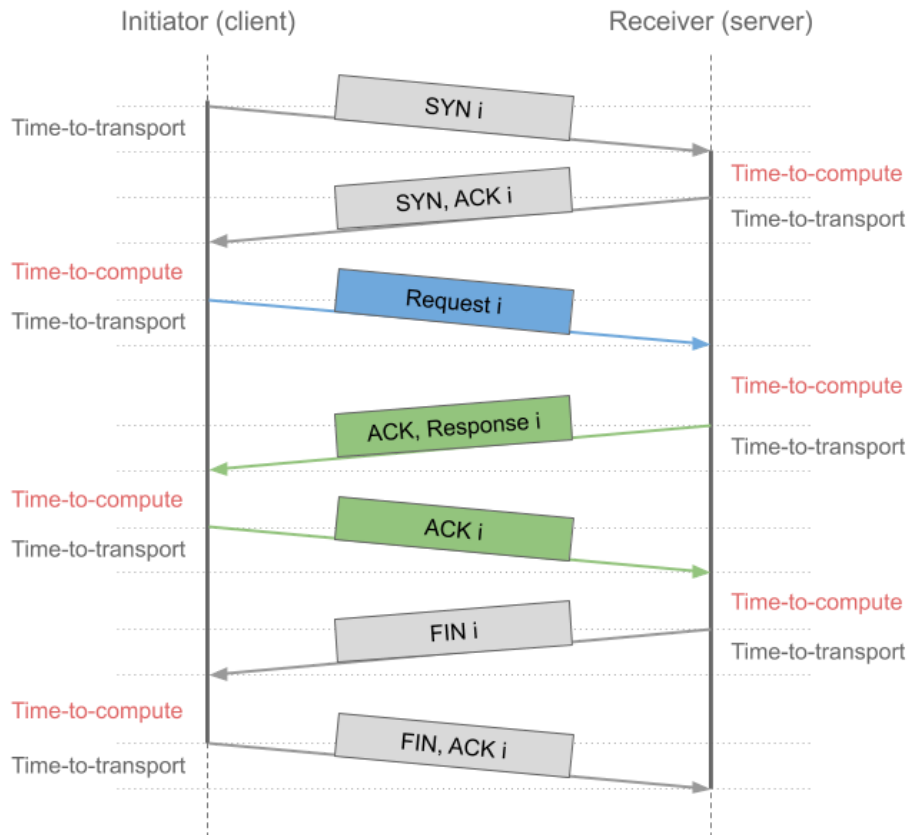 Initiator (client)
Receiver (server)
SYN i
Time-to-transport
Time-to-compute
SYN, ACK i
Time-to-transport
Time-to-compute
Request i
Time-to-transport
Time-to-compute
ACK, Response i
Time-to-transport
Time-to-compute
ACK i
Time-to-transport
Time-to-compute
FIN i
Time-to-transport
Time-to-compute
FIN, ACK i
Time-to-transport